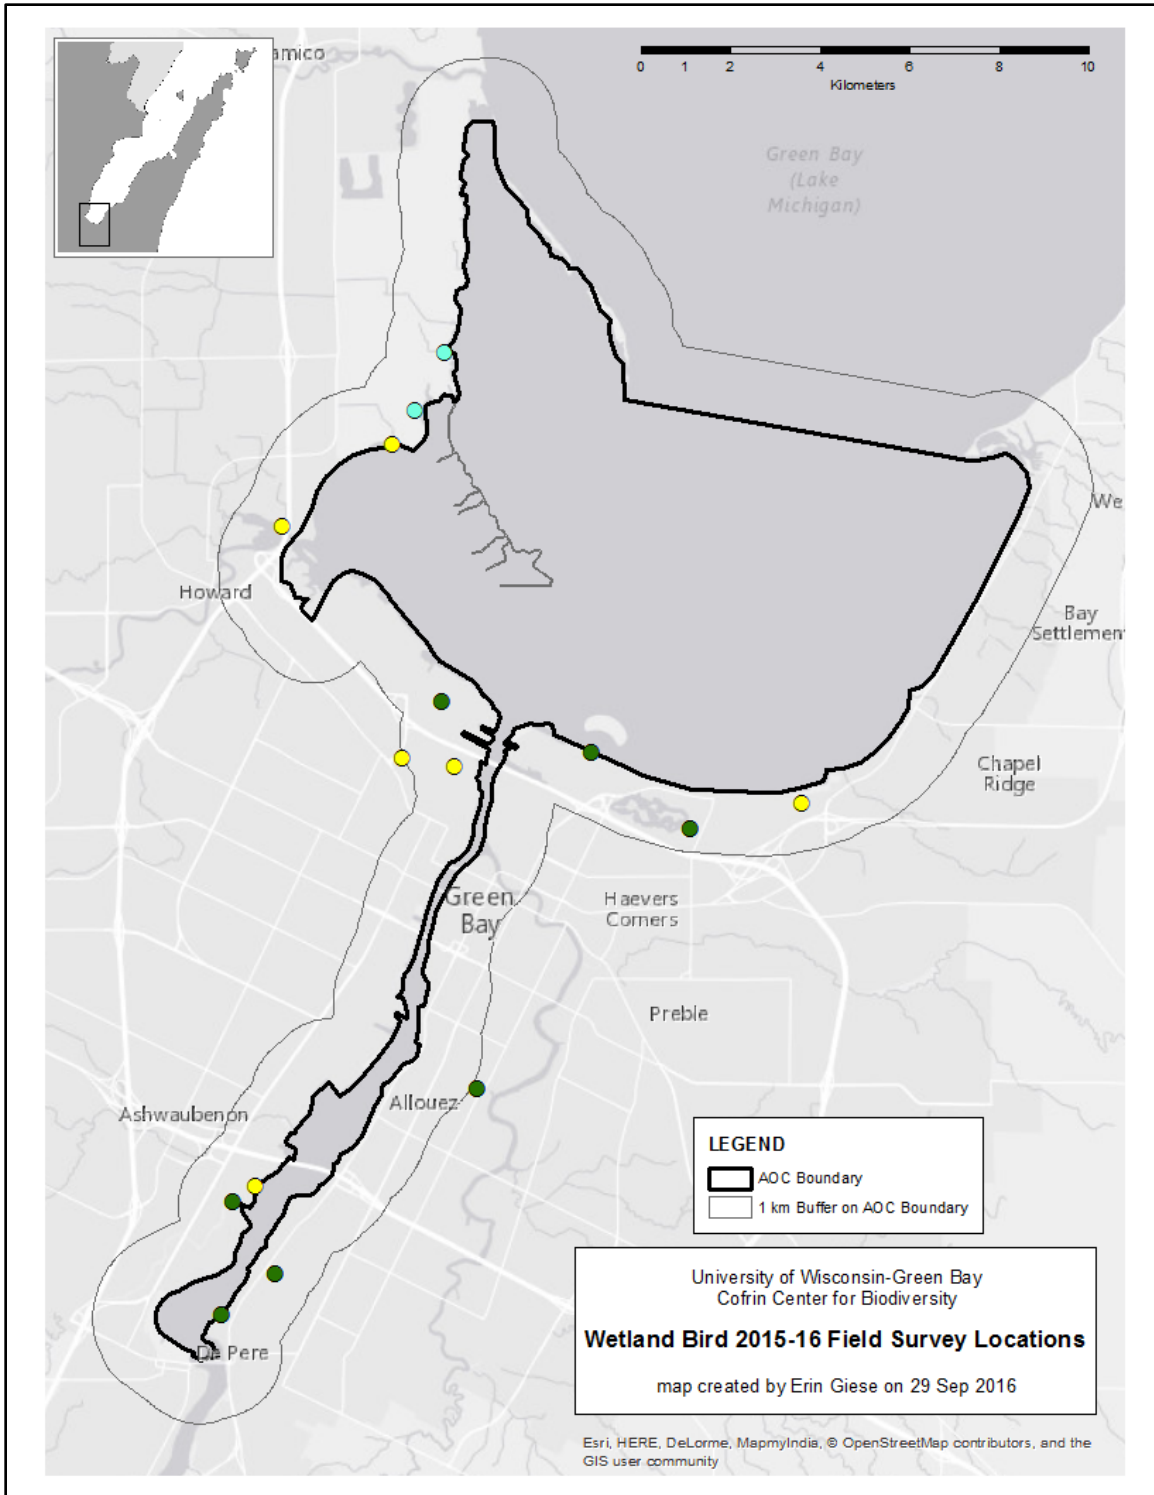 amico
0 1 2 4 6 8 10
Kilometers
Green Bay
(Lake
Michigan)
We
Howard
Bay
Settlemen
Chapel
Ridge
Green
Bay
Haevers
Corners
Preble
Allouez
Ashwaubenon
De Pere
LEGEND
AOC Boundary
1 km Buffer on AOC Boundary
University of Wisconsin-Green Bay
Cofrin Center for Biodiversity
Wetland Bird 2015-16 Field Survey Locations
map created by Erin Giese on 29 Sep 2016
Esri, HERE, DeLorme, MapmyIndia, © OpenStreetMap contributors, and the
GIS user community